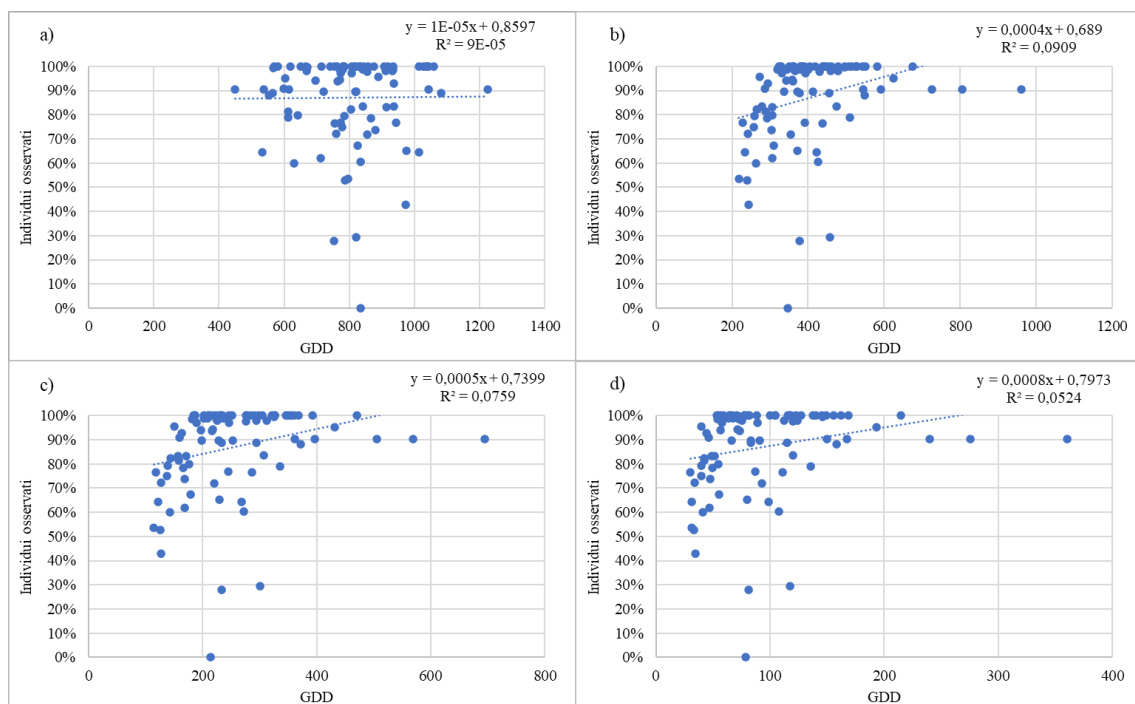 a)
y = 1E-05x + 0,8597
R² = 9E-05
100%
90%
80%
70%
60%
50%
40%
30%
20%
10%
0%
Individui osservati
0 200 400 600 800 1000 1200 1400
GDD
b)
y = 0,0004x + 0,689
R² = 0,0909
100%
90%
80%
70%
60%
50%
40%
30%
20%
10%
0%
Individui osservati
0 200 400 600 800 1000 1200
GDD
c)
y = 0,0005x + 0,7399
R² = 0,0759
100%
90%
80%
70%
60%
50%
40%
30%
20%
10%
0%
Individui osservati
0 200 400 600 800
GDD
d)
y = 0,0008x + 0,7973
R² = 0,0524
100%
90%
80%
70%
60%
50%
40%
30%
20%
10%
0%
Individui osservati
0 100 200 300 400
GDD